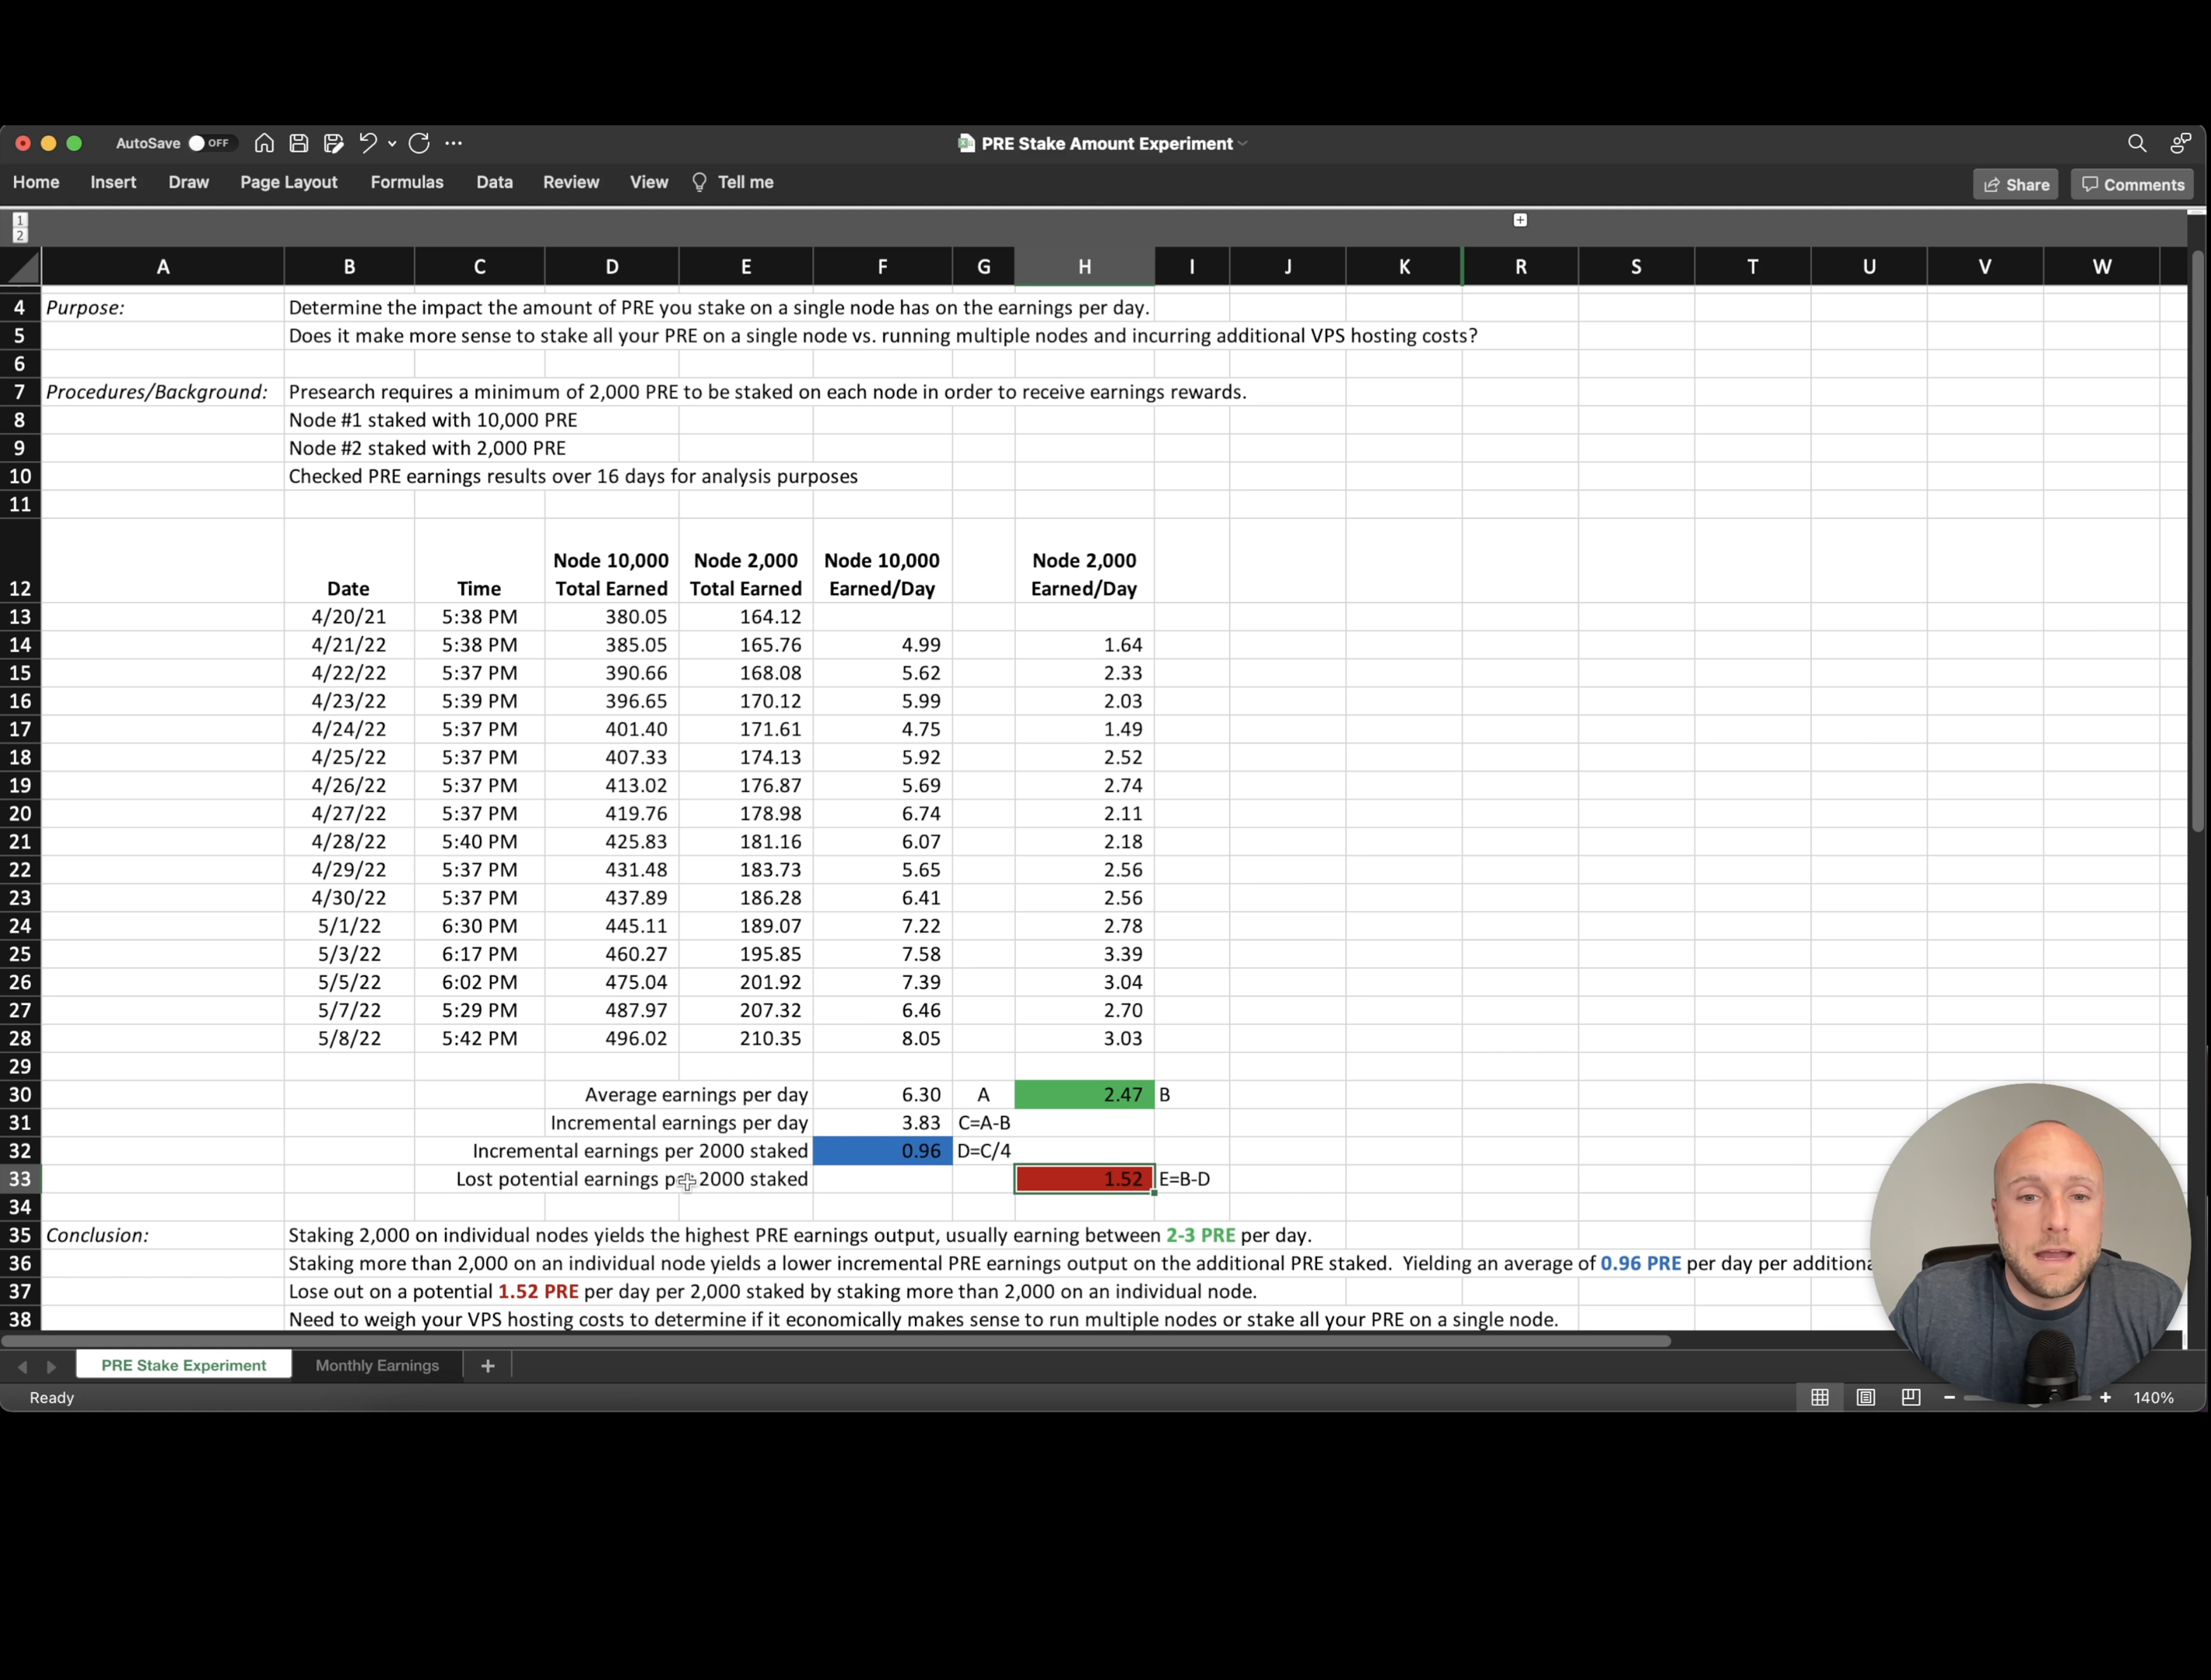 AutoSave OFF
PRE Stake Amount Experiment
Home Insert Draw Page Layout Formulas Data Review View Tell me
Share Comments
1
2
A B C D E F G H I J K R S T U V W
4 Purpose: Determine the impact the amount of PRE you stake on a single node has on the earnings per day.
5 Does it make more sense to stake all your PRE on a single node vs. running multiple nodes and incurring additional VPS hosting costs?
6
7 Procedures/Background: Presearch requires a minimum of 2,000 PRE to be staked on each node in order to receive earnings rewards.
8 Node #1 staked with 10,000 PRE
9 Node #2 staked with 2,000 PRE
10 Checked PRE earnings results over 16 days for analysis purposes
11
Node 10,000 Node 2,000 Node 10,000 Node 2,000
12 Date Time Total Earned Total Earned Earned/Day Earned/Day
13 4/20/21 5:38 PM 380.05 164.12
14 4/21/22 5:38 PM 385.05 165.76 4.99 1.64
15 4/22/22 5:37 PM 390.66 168.08 5.62 2.33
16 4/23/22 5:39 PM 396.65 170.12 5.99 2.03
17 4/24/22 5:37 PM 401.40 171.61 4.75 1.49
18 4/25/22 5:37 PM 407.33 174.13 5.92 2.52
19 4/26/22 5:37 PM 413.02 176.87 5.69 2.74
20 4/27/22 5:37 PM 419.76 178.98 6.74 2.11
21 4/28/22 5:40 PM 425.83 181.16 6.07 2.18
22 4/29/22 5:37 PM 431.48 183.73 5.65 2.56
23 4/30/22 5:37 PM 437.89 186.28 6.41 2.56
24 5/1/22 6:30 PM 445.11 189.07 7.22 2.78
25 5/3/22 6:17 PM 460.27 195.85 7.58 3.39
26 5/5/22 6:02 PM 475.04 201.92 7.39 3.04
27 5/7/22 5:29 PM 487.97 207.32 6.46 2.70
28 5/8/22 5:42 PM 496.02 210.35 8.05 3.03
29
30 Average earnings per day 6.30 A 2.47 B
31 Incremental earnings per day 3.83 C=A-B
32 Incremental earnings per 2000 staked 0.96 D=C/4
33 Lost potential earnings per 2000 staked 1.52 E=B-D
34
35 Conclusion: Staking 2,000 on individual nodes yields the highest PRE earnings output, usually earning between 2-3 PRE per day.
36 Staking more than 2,000 on an individual node yields a lower incremental PRE earnings output on the additional PRE staked. Yielding an average of 0.96 PRE per day per additiona
37 Lose out on a potential 1.52 PRE per day per 2,000 staked by staking more than 2,000 on an individual node.
38 Need to weigh your VPS hosting costs to determine if it economically makes sense to run multiple nodes or stake all your PRE on a single node.
PRE Stake Experiment Monthly Earnings
Ready 140%